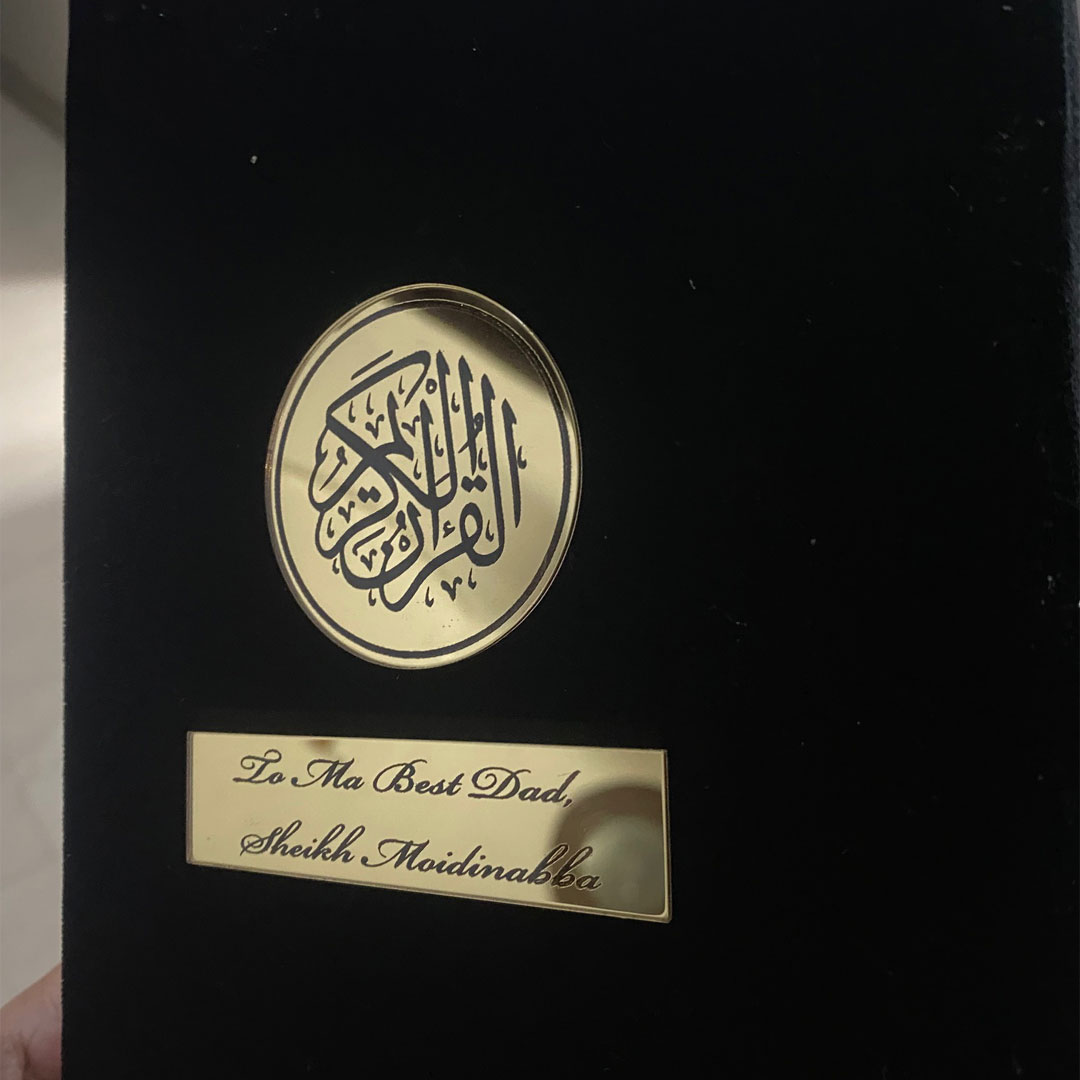 القرآن الكريم
To Ma Best Dad,
Sheikh Moidinabba